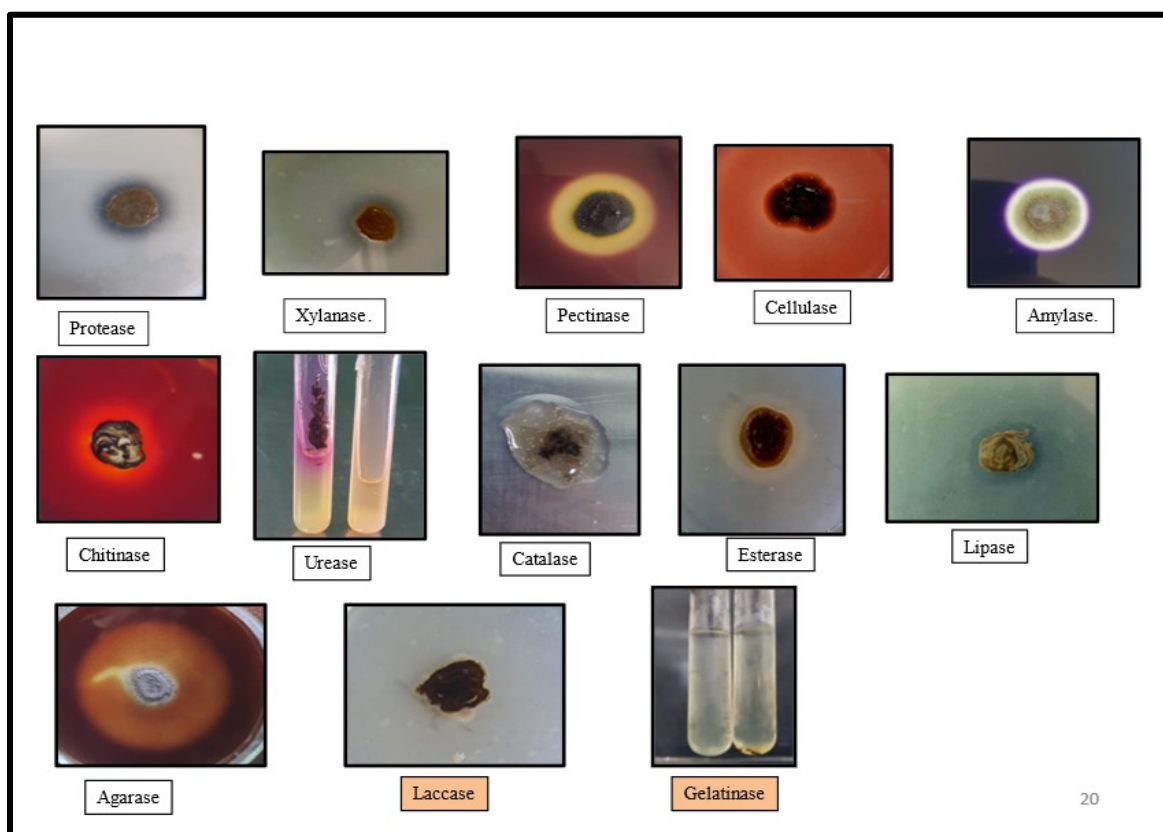 Protease
Xylanase.
Pectinase
Cellulase
Amylase.
Chitinase
Urease
Catalase
Esterase
Lipase
Agarase
Laccase
Gelatinase
20